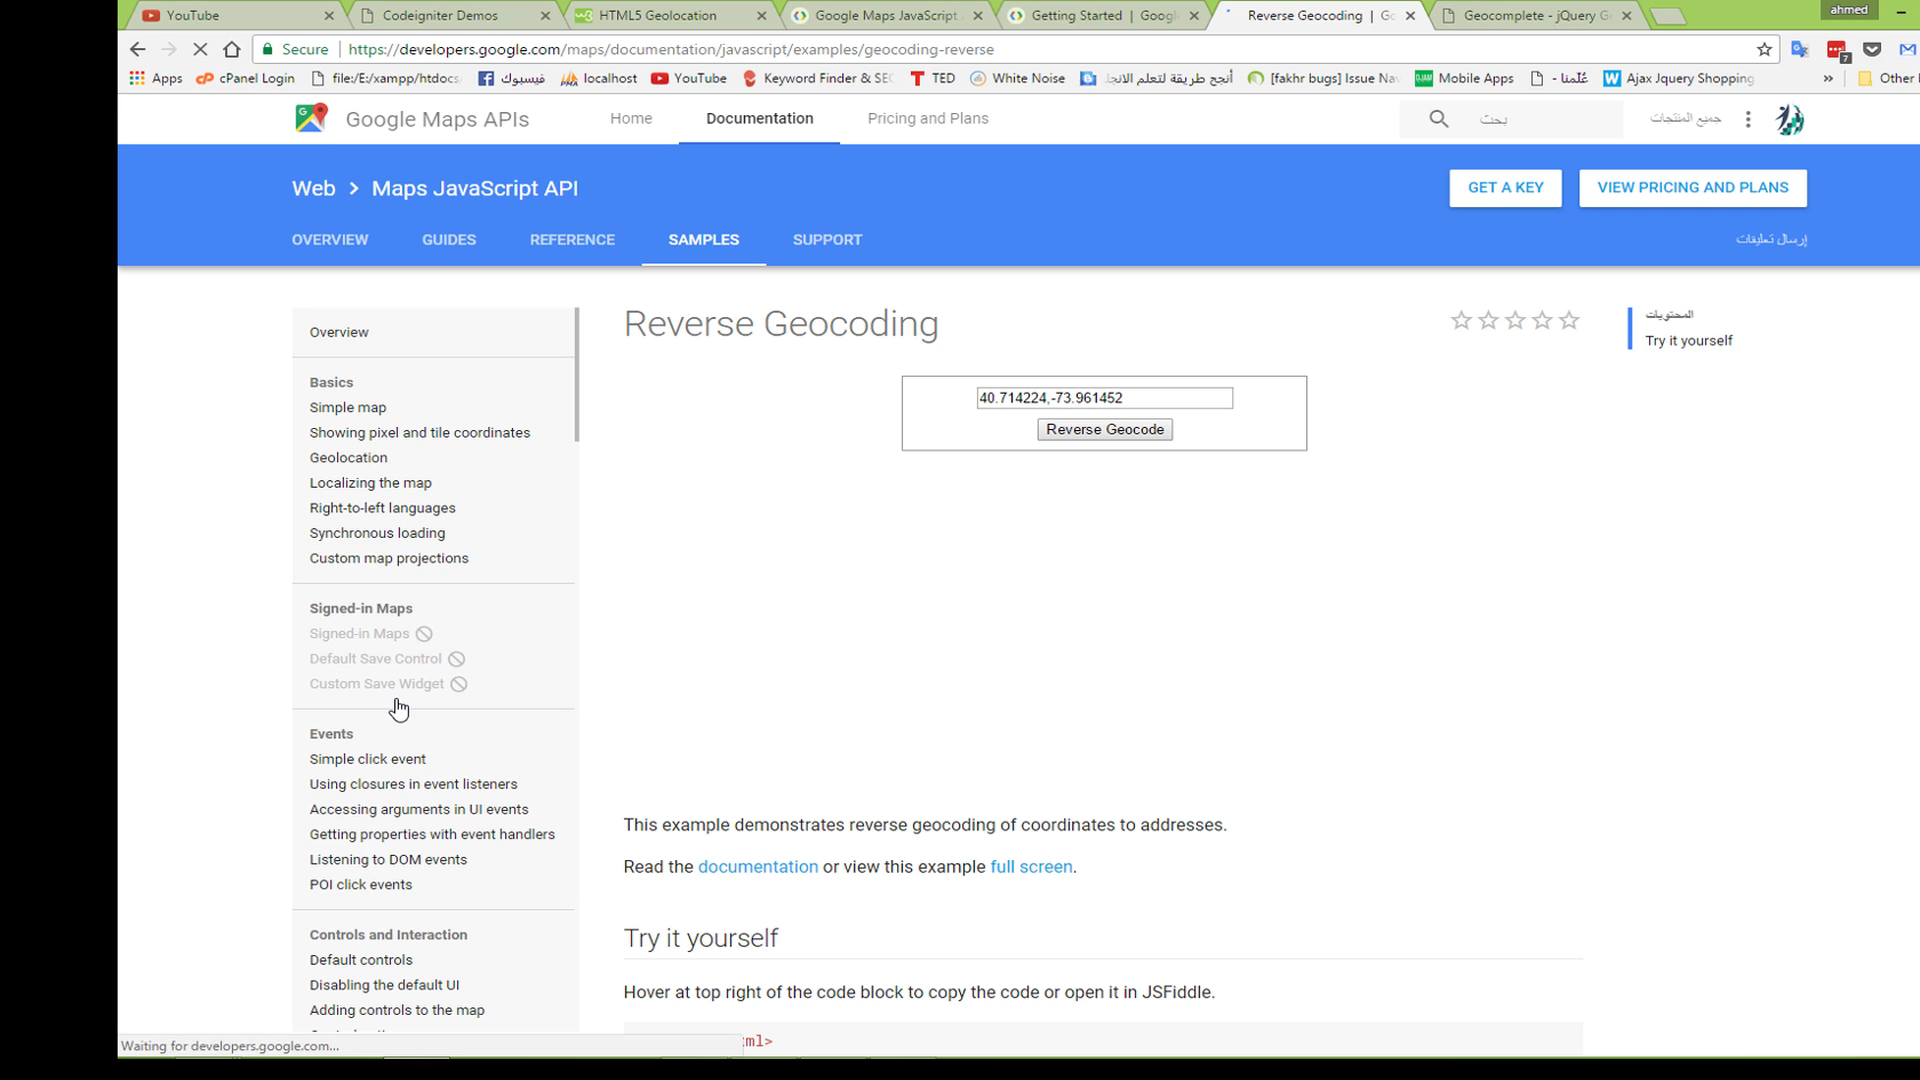 YouTube
Codeigniter Demos
HTML5 Geolocation
Google Maps JavaScript
Getting Started | Googl
Reverse Geocoding | Go
Geocomplete - jQuery G
ahmed
Secure
https://developers.google.com/maps/documentation/javascript/examples/geocoding-reverse
7
Apps
cPanel Login
file:/E:/xampp/htdocs
فيسبوك
localhost
YouTube
Keyword Finder & SEO
TED
White Noise
أنجح طريقة لتعلم الانجـ
[fakhr bugs] Issue Nav
Mobile Apps
عُلّمنا -
Ajax Jquery Shopping
»
Other
Google Maps APIs
Home
Documentation
Pricing and Plans
بحث
جميع المنتجات
Web > Maps JavaScript API
GET A KEY
VIEW PRICING AND PLANS
OVERVIEW
GUIDES
REFERENCE
SAMPLES
SUPPORT
إرسال تعليقات
Overview
Basics
Simple map
Showing pixel and tile coordinates
Geolocation
Localizing the map
Right-to-left languages
Synchronous loading
Custom map projections
Signed-in Maps
Signed-in Maps
Default Save Control
Custom Save Widget
Events
Simple click event
Using closures in event listeners
Accessing arguments in UI events
Getting properties with event handlers
Listening to DOM events
POI click events
Controls and Interaction
Default controls
Disabling the default UI
Adding controls to the map
Reverse Geocoding
المحتويات
Try it yourself
40.714224,-73.961452
Reverse Geocode
This example demonstrates reverse geocoding of coordinates to addresses.
Read the documentation or view this example full screen.
Try it yourself
Hover at top right of the code block to copy the code or open it in JSFiddle.
ml>
Waiting for developers.google.com...